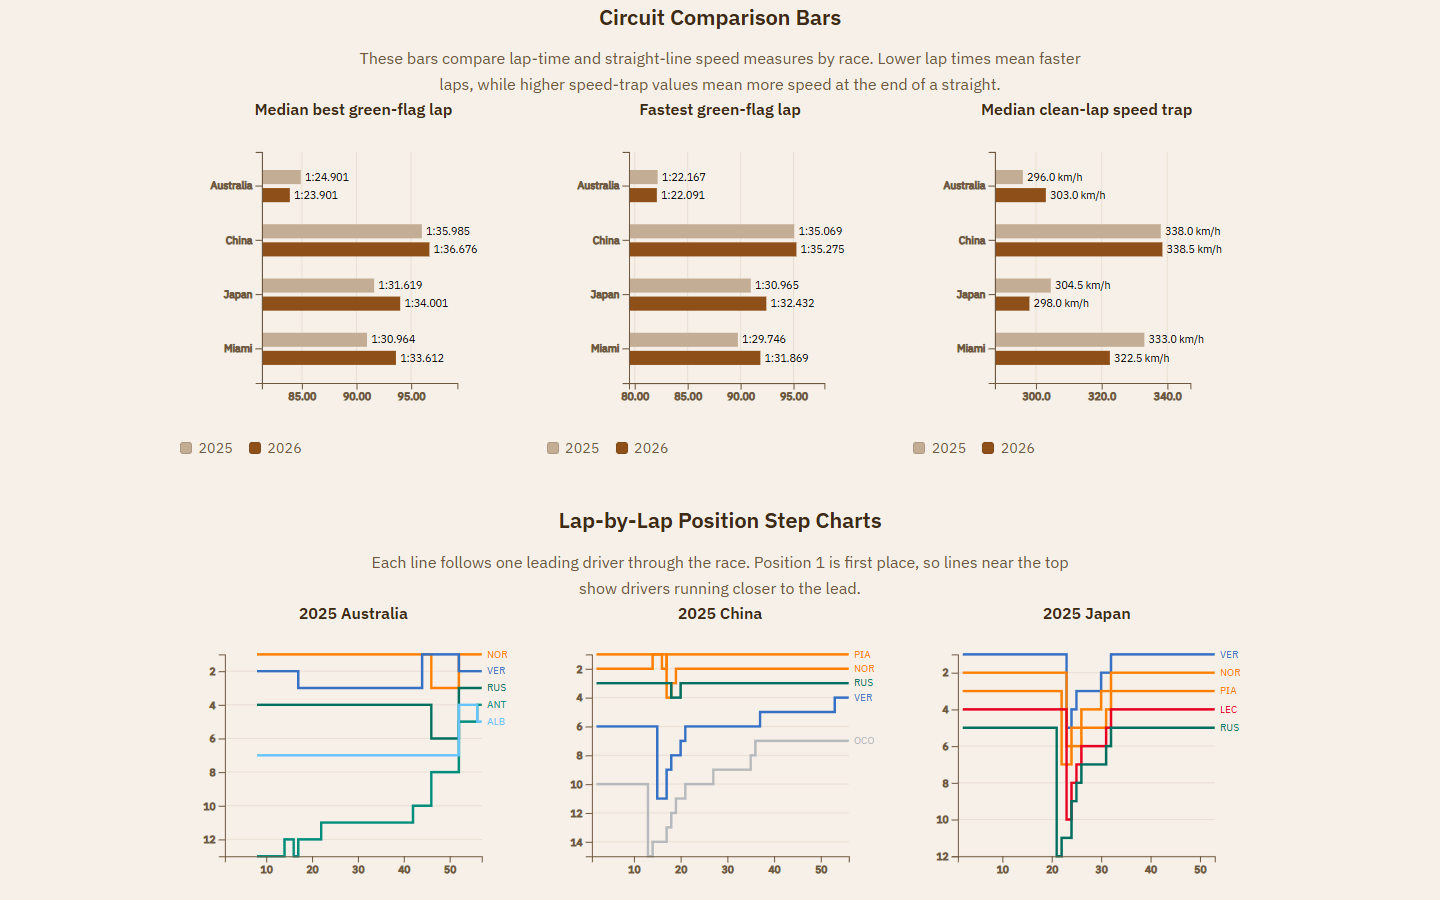 Circuit Comparison Bars
These bars compare lap-time and straight-line speed measures by race. Lower lap times mean faster
laps, while higher speed-trap values mean more speed at the end of a straight.
Median best green-flag lap
Australia
1:24.901
1:23.901
China
1:35.985
1:36.676
Japan
1:31.619
1:34.001
Miami
1:30.964
1:33.612
85.00 90.00 95.00
2025 2026
Fastest green-flag lap
Australia
1:22.167
1:22.091
China
1:35.069
1:35.275
Japan
1:30.965
1:32.432
Miami
1:29.746
1:31.869
80.00 85.00 90.00 95.00
2025 2026
Median clean-lap speed trap
Australia
296.0 km/h
303.0 km/h
China
338.0 km/h
338.5 km/h
Japan
304.5 km/h
298.0 km/h
Miami
333.0 km/h
322.5 km/h
300.0 320.0 340.0
2025 2026
Lap-by-Lap Position Step Charts
Each line follows one leading driver through the race. Position 1 is first place, so lines near the top
show drivers running closer to the lead.
2025 Australia
NOR
2 VER
RUS
4 ANT
ALB
6
8
10
12
10 20 30 40 50
2025 China
PIA
2 NOR
RUS
4 VER
6
OCO
8
10
12
14
10 20 30 40 50
2025 Japan
VER
2 NOR
PIA
4 LEC
RUS
6
8
10
12
10 20 30 40 50